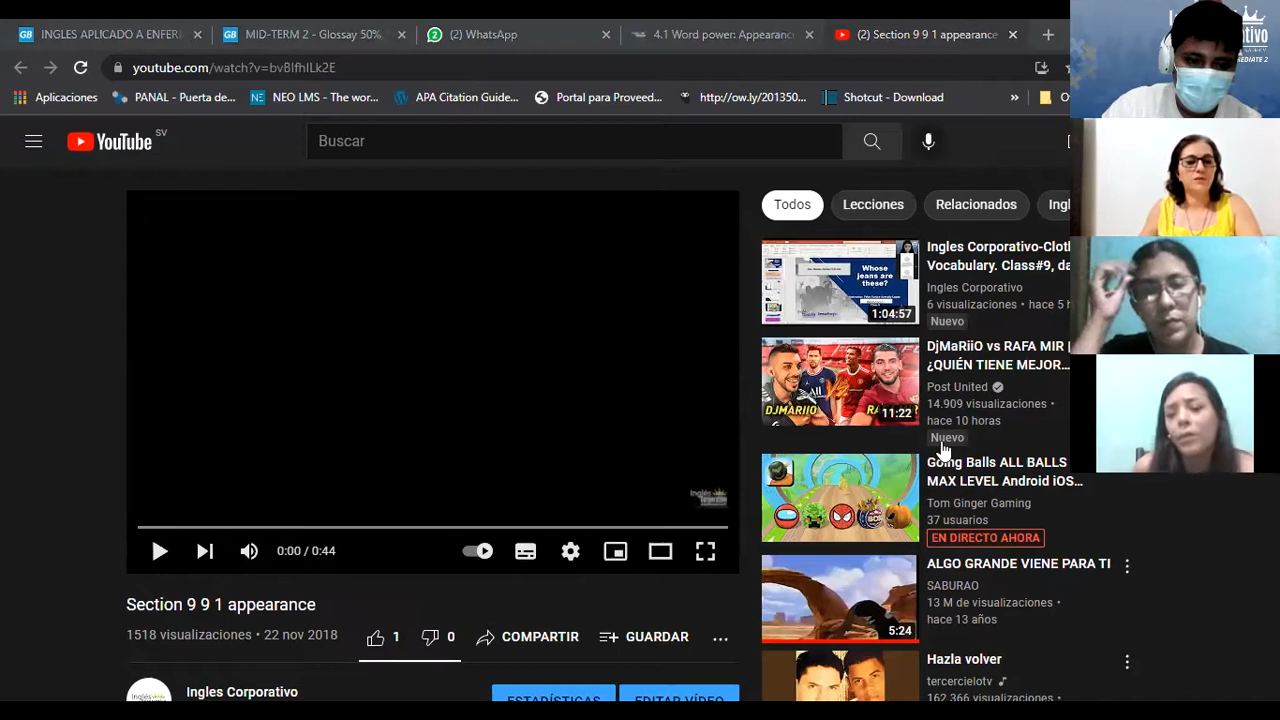 INGLES APLICADO A ENFERM
MID-TERM 2 - Glossay 50%
(2) WhatsApp
4.1 Word power: Appearanc
(2) Section 9 9 1 appearance
youtube.com/watch?v=bvBlfhILk2E
Aplicaciones
PANAL - Puerta de...
NEO LMS - The wor...
APA Citation Guide...
Portal para Proveed...
http://ow.ly/201350...
Shotcut - Download
»
YouTube SV
Buscar
Todos
Lecciones
Relacionados
Ingl
Whose
jeans are
these?
1:04:57
Ingles Corporativo-Cloth
Vocabulary. Class#9, da
Ingles Corporativo
6 visualizaciones • hace 5 h
Nuevo
DJMARIIO
VS
11:22
DjMaRiiO vs RAFA MIR |
¿QUIÉN TIENE MEJOR...
Post United
14.909 visualizaciones •
hace 10 horas
Nuevo
Going Balls ALL BALLS
MAX LEVEL Android iOS...
Tom Ginger Gaming
37 usuarios
EN DIRECTO AHORA
5:24
ALGO GRANDE VIENE PARA TI
SABURAO
13 M de visualizaciones •
hace 13 años
Hazla volver
tercercielotv
162.366 visualizaciones •
0:00 / 0:44
Section 9 9 1 appearance
1518 visualizaciones • 22 nov 2018
1
0
COMPARTIR
GUARDAR
Ingles Corporativo
ESTADÍSTICAS
EDITAR VÍDEO